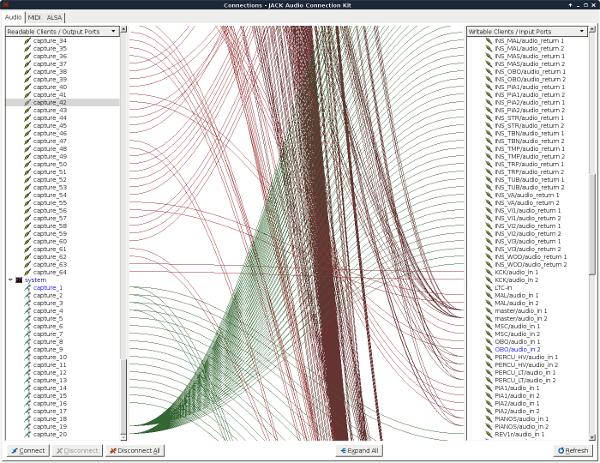 Connections - JACK Audio Connection Kit
Audio MIDI ALSA
Readable Clients / Output Ports
capture_34
capture_35
capture_36
capture_37
capture_38
capture_39
capture_40
capture_41
capture_42
capture_43
capture_44
capture_45
capture_46
capture_47
capture_48
capture_49
capture_50
capture_51
capture_52
capture_53
capture_54
capture_55
capture_56
capture_57
capture_58
capture_59
capture_60
capture_61
capture_62
capture_63
capture_64
system
capture_1
capture_2
capture_3
capture_4
capture_5
capture_6
capture_7
capture_8
capture_9
capture_10
capture_11
capture_12
capture_13
capture_14
capture_15
capture_16
capture_17
capture_18
capture_19
capture_20
Writable Clients / Input Ports
INS_MAL/audio_return 1
INS_MAL/audio_return 2
INS_MAS/audio_return 1
INS_MAS/audio_return 2
INS_OBO/audio_return 1
INS_OBO/audio_return 2
INS_PIA1/audio_return 1
INS_PIA1/audio_return 2
INS_PIA2/audio_return 1
INS_PIA2/audio_return 2
INS_STR/audio_return 1
INS_STR/audio_return 2
INS_TBN/audio_return 1
INS_TBN/audio_return 2
INS_TMP/audio_return 1
INS_TMP/audio_return 2
INS_TRP/audio_return 1
INS_TRP/audio_return 2
INS_TUB/audio_return 1
INS_TUB/audio_return 2
INS_VA/audio_return 1
INS_VA/audio_return 2
INS_VI1/audio_return 1
INS_VI1/audio_return 2
INS_VI2/audio_return 1
INS_VI2/audio_return 2
INS_VI3/audio_return 1
INS_VI3/audio_return 2
INS_WOD/audio_return 1
INS_WOD/audio_return 2
KCK/audio_in 1
KCK/audio_in 2
LTC-in
MAL/audio_in 1
MAL/audio_in 2
master/audio_in 1
master/audio_in 2
MSC/audio_in 1
MSC/audio_in 2
OBO/audio_in 1
OBO/audio_in 2
PERCU_HV/audio_in 1
PERCU_HV/audio_in 2
PERCU_LT/audio_in 1
PERCU_LT/audio_in 2
PIA1/audio_in 1
PIA1/audio_in 2
PIA2/audio_in 1
PIA2/audio_in 2
PIANOS/audio_in 1
PIANOS/audio_in 2
REV1r/audio_in 1
Connect
Disconnect
Disconnect All
Expand All
Refresh